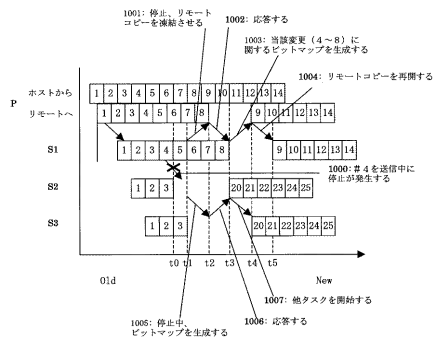 1001: 停止、リモート
コピーを凍結させる
1002: 応答する
1003: 当該変更（4～8）に
関するビットマップを生成する
1004: リモートコピーを再開する
P
ホストから
1 2 3 4 5 6 7 8 9 10 11 12 13 14
リモートへ
1 2 3 4 5 6 7 8 9 10 11 12 13 14
S1
1 2 3 4 5 6 7 8 9 10 11 12 13 14
1000: #4を送信中に
停止が発生する
S2
1 2 3 20 21 22 23 24 25
S3
1 2 3 20 21 22 23 24 25
t0 t1 t2 t3 t4 t5
Old
New
1007: 他タスクを開始する
1006: 応答する
1005: 停止中、
ビットマップを生成する